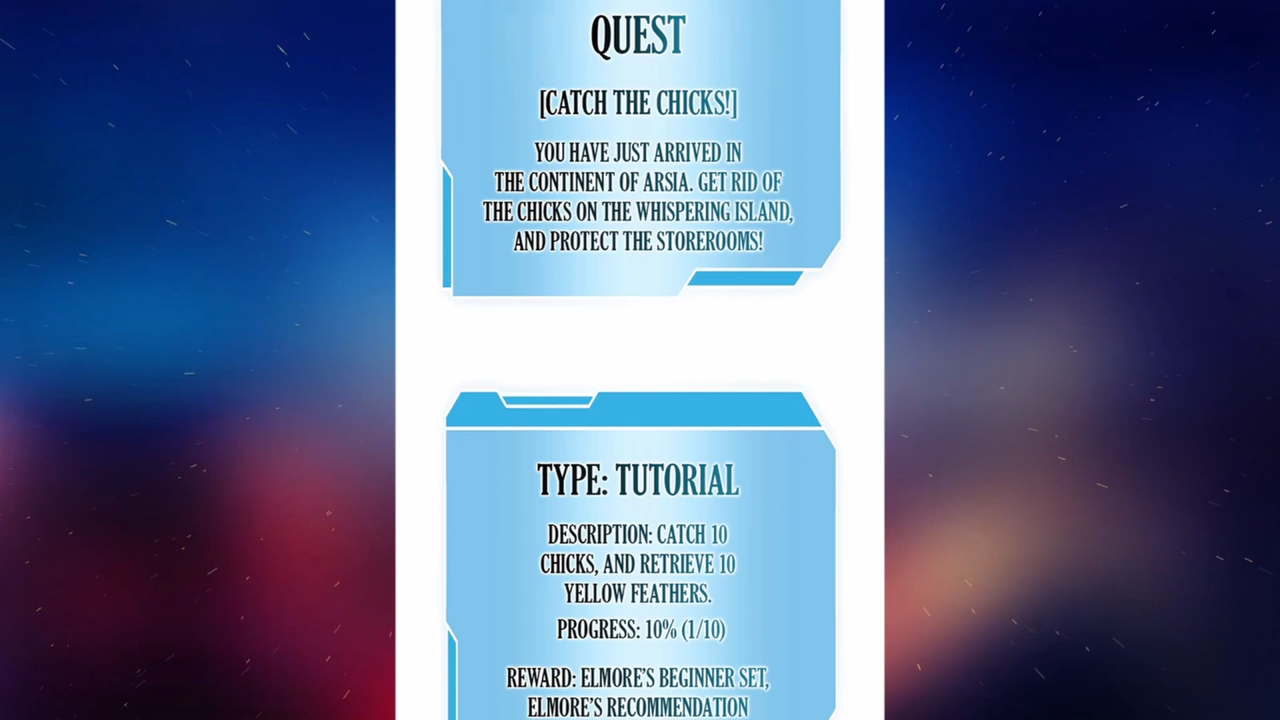 QUEST
[CATCH THE CHICKS!]
YOU HAVE JUST ARRIVED IN
THE CONTINENT OF ARSIA. GET RID OF
THE CHICKS ON THE WHISPERING ISLAND,
AND PROTECT THE STOREROOMS!
TYPE: TUTORIAL
DESCRIPTION: CATCH 10
CHICKS, AND RETRIEVE 10
YELLOW FEATHERS.
PROGRESS: 10% (1/10)
REWARD: ELMORE'S BEGINNER SET,
ELMORE'S RECOMMENDATION